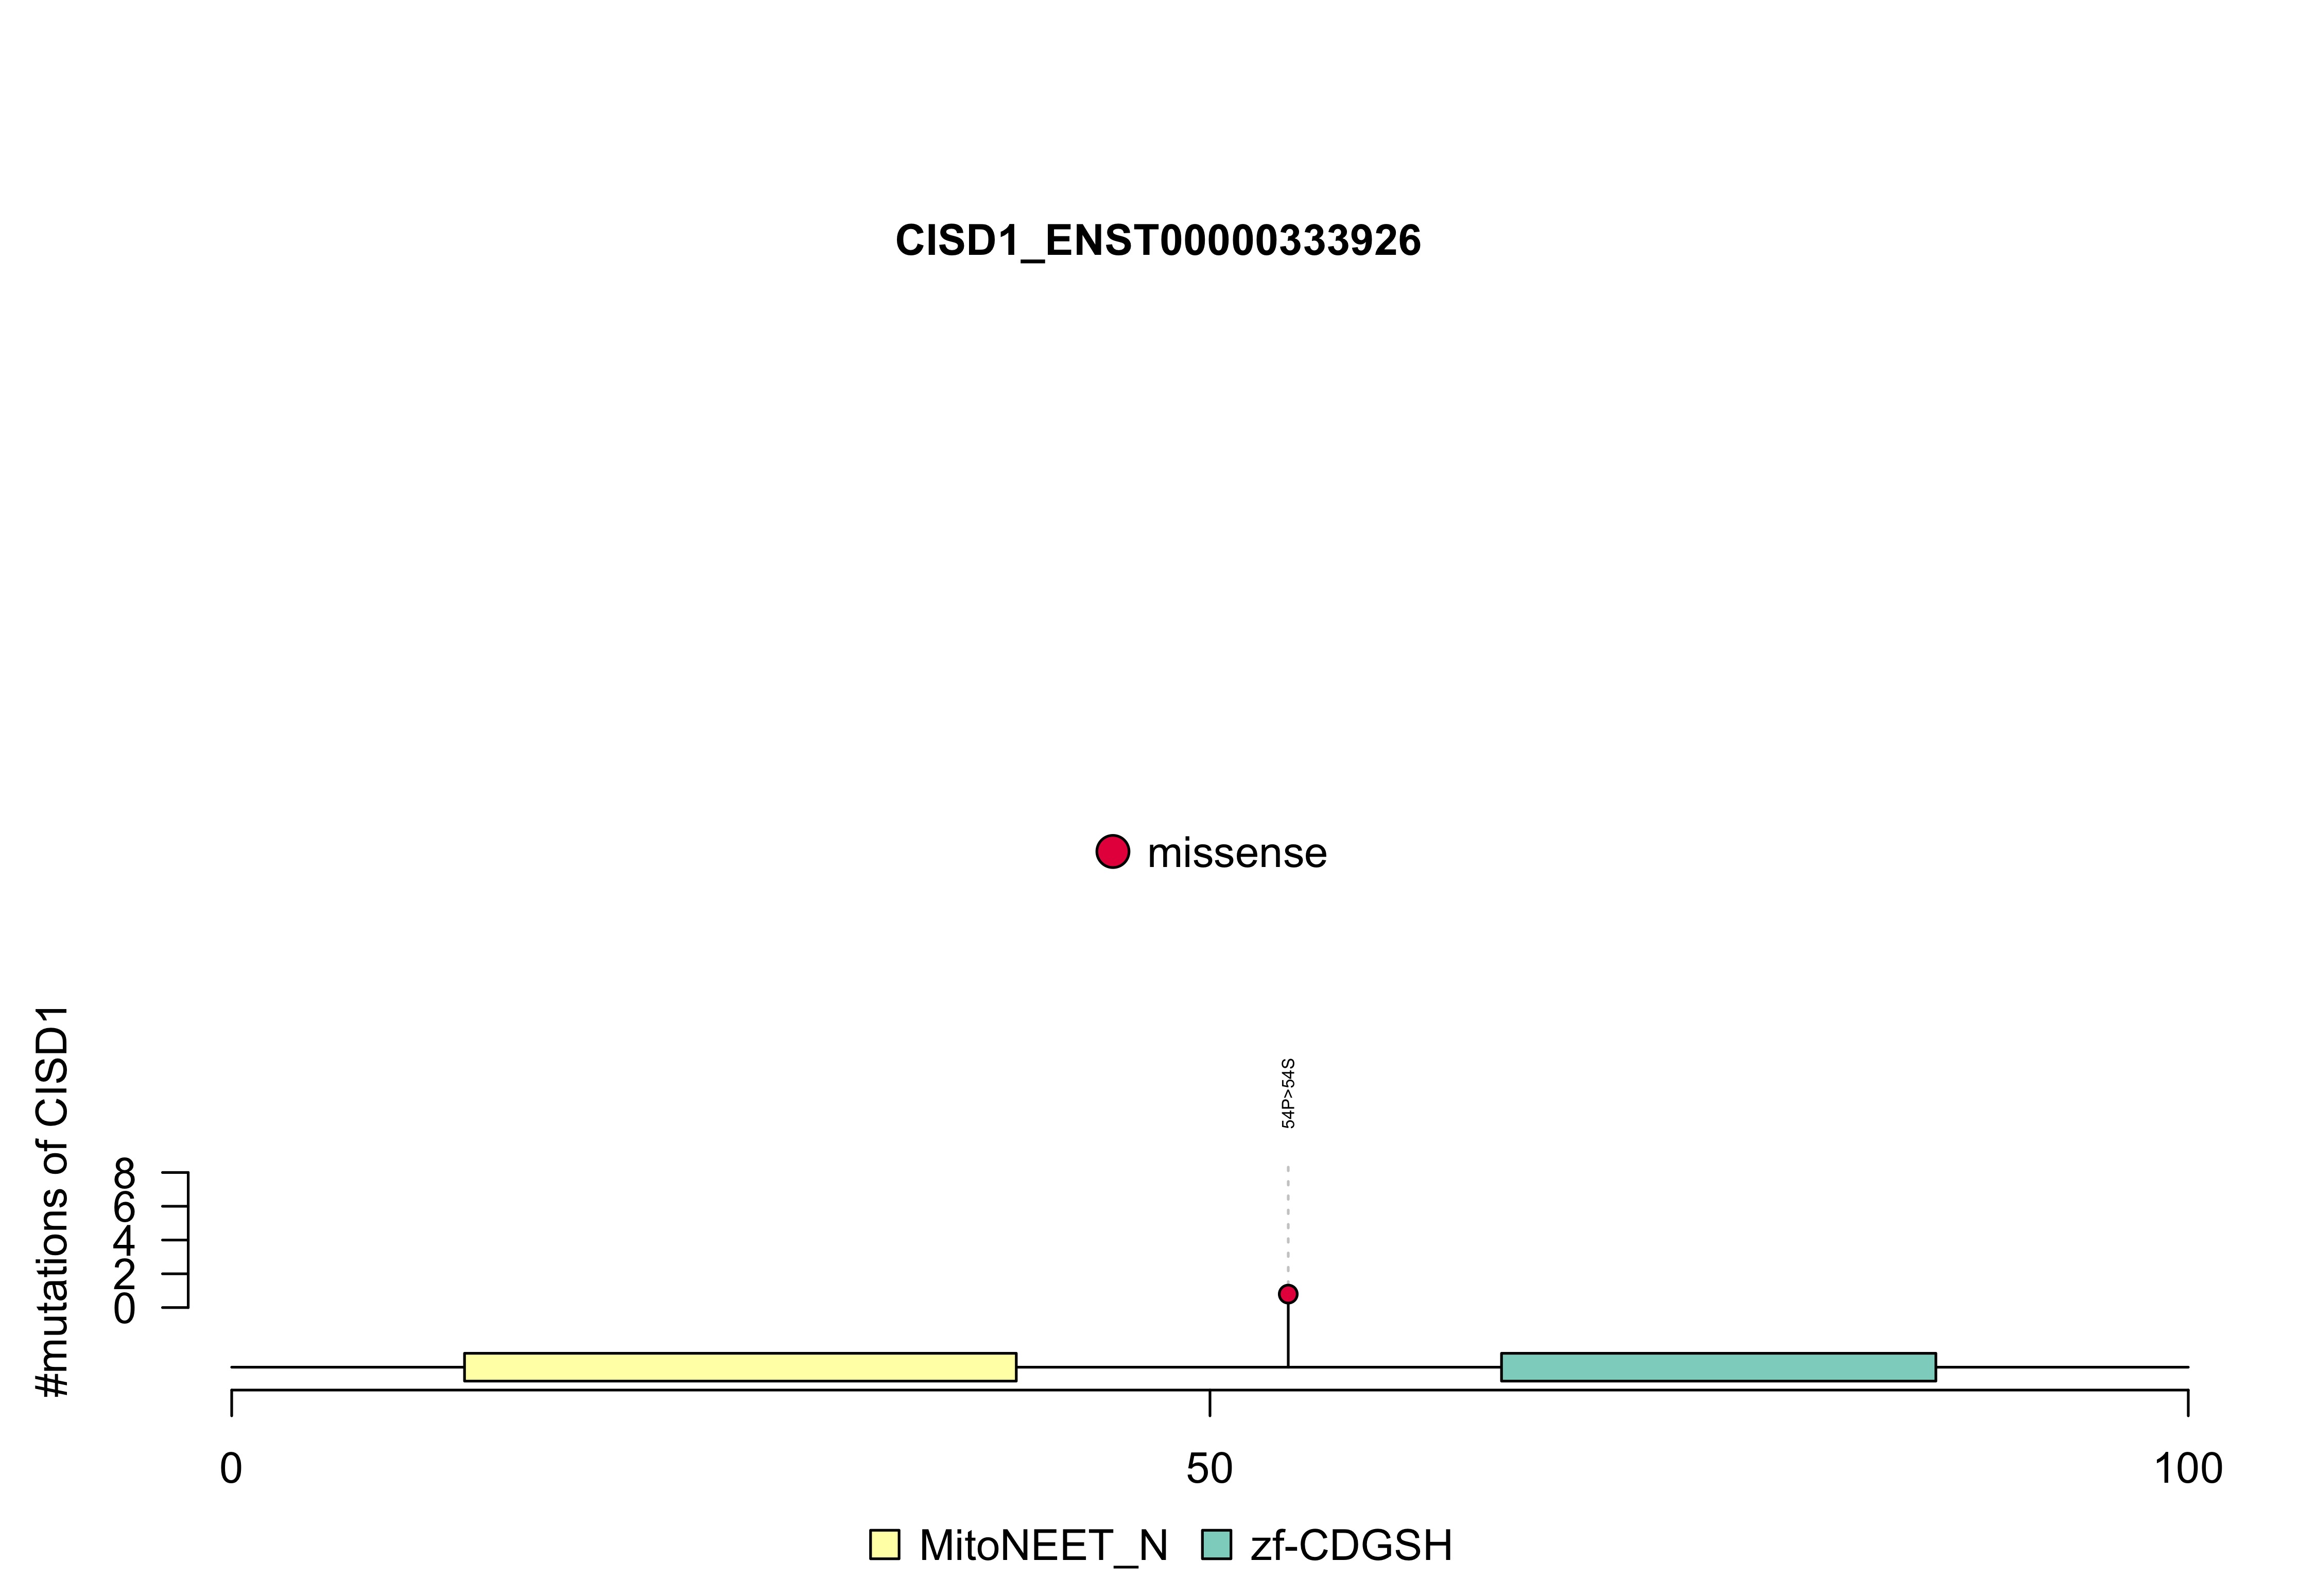 CISD1_ENST00000333926
missense
54P>54S
#mutations of CISD1
8
6
4
2
0
0 50 100
MitoNEET_N zf-CDGSH